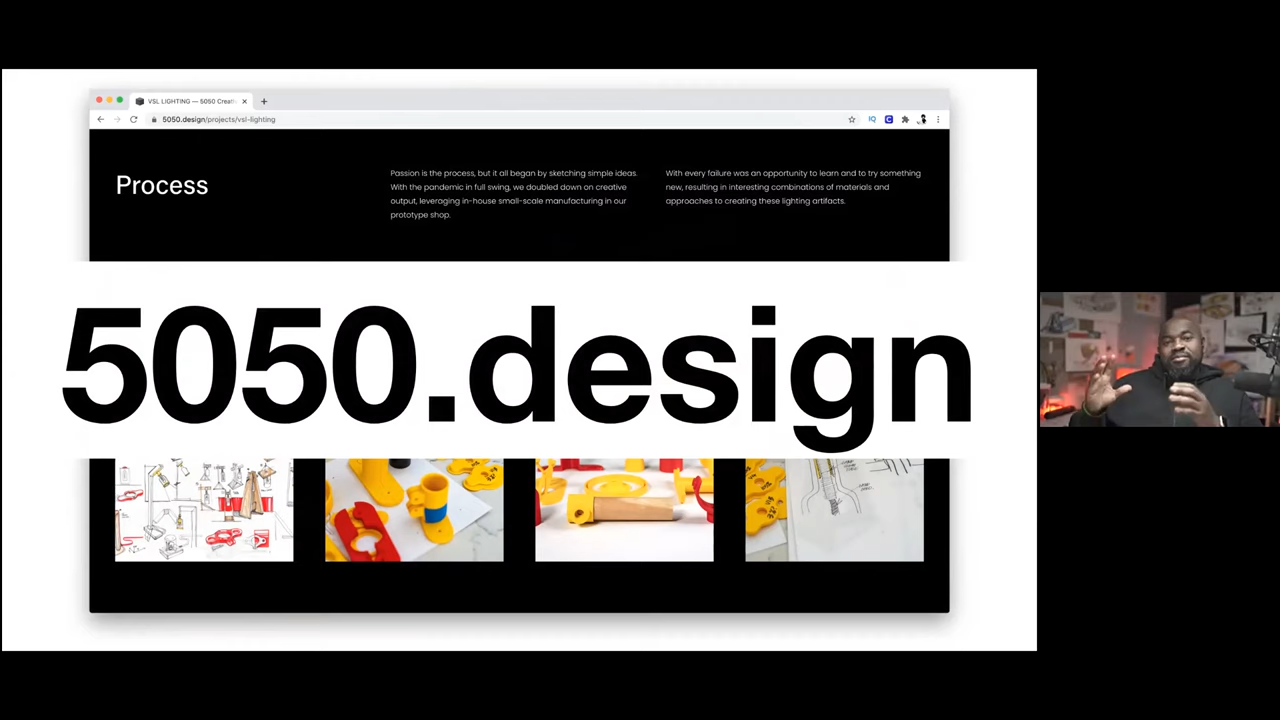 VSL LIGHTING — 5050 Creati
5050.design/projects/vsl-lighting
IQ
Process
Passion is the process, but it all began by sketching simple ideas.
With the pandemic in full swing, we doubled down on creative
output, leveraging in-house small-scale manufacturing in our
prototype shop.
With every failure was an opportunity to learn and to try something
new, resulting in interesting combinations of materials and
approaches to creating these lighting artifacts.
5050.design